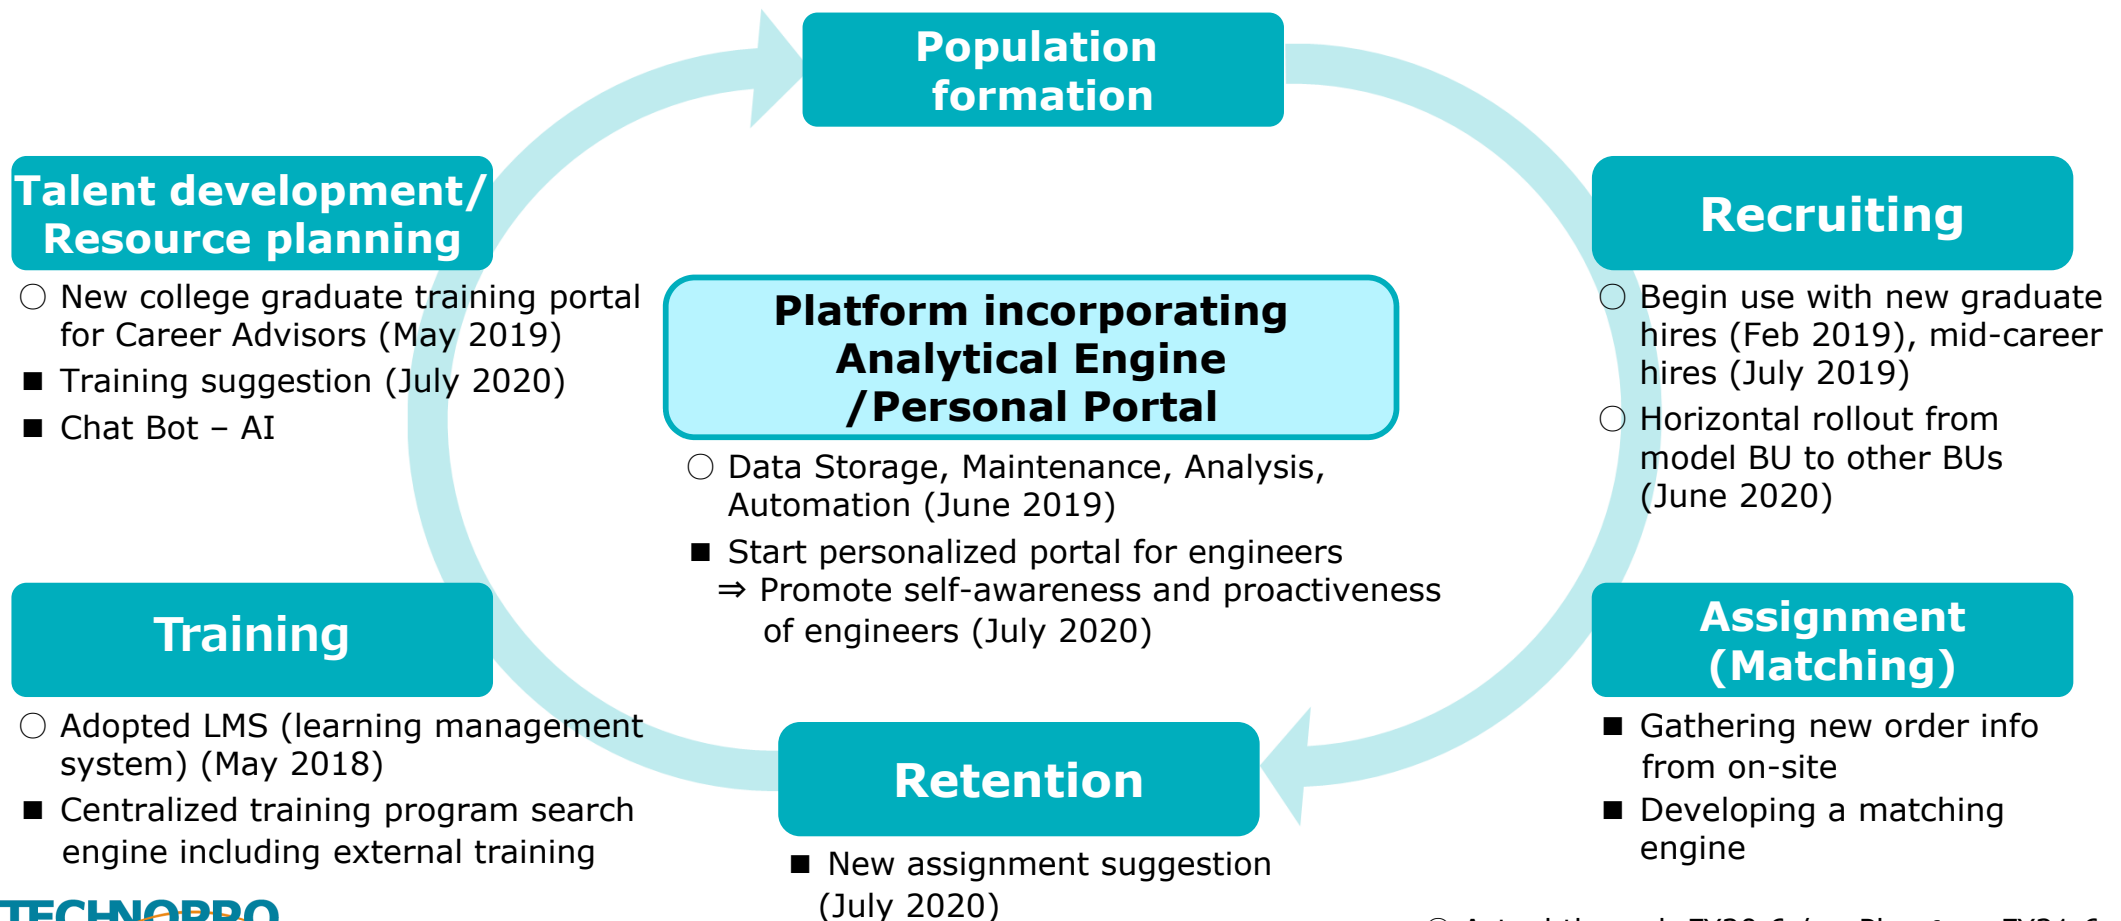 Population
formation
Talent development/
Resource planning
○ New college graduate training portal
for Career Advisors (May 2019)
■ Training suggestion (July 2020)
■ Chat Bot – AI
Recruiting
○ Begin use with new graduate
hires (Feb 2019), mid-career
hires (July 2019)
○ Horizontal rollout from
model BU to other BUs
(June 2020)
Platform incorporating
Analytical Engine
/Personal Portal
○ Data Storage, Maintenance, Analysis,
Automation (June 2019)
■ Start personalized portal for engineers
⇒ Promote self-awareness and proactiveness
of engineers (July 2020)
Training
○ Adopted LMS (learning management
system) (May 2018)
■ Centralized training program search
engine including external training
Assignment
(Matching)
■ Gathering new order info
from on-site
■ Developing a matching
engine
Retention
■ New assignment suggestion
(July 2020)
TECHNOPRO